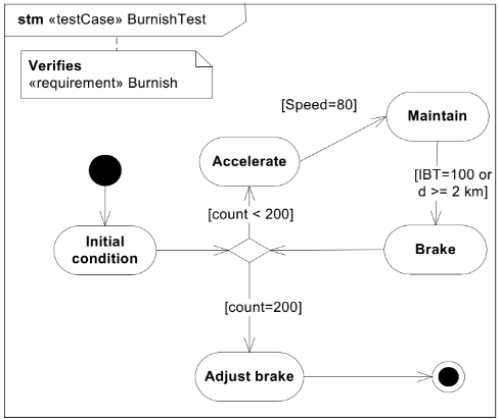 stm «testCase» BurnishTest
Verifies
«requirement» Burnish
[Speed=80]
Maintain
Accelerate
[IBT=100 or
d >= 2 km]
[count < 200]
Initial
condition
Brake
[count=200]
Adjust brake